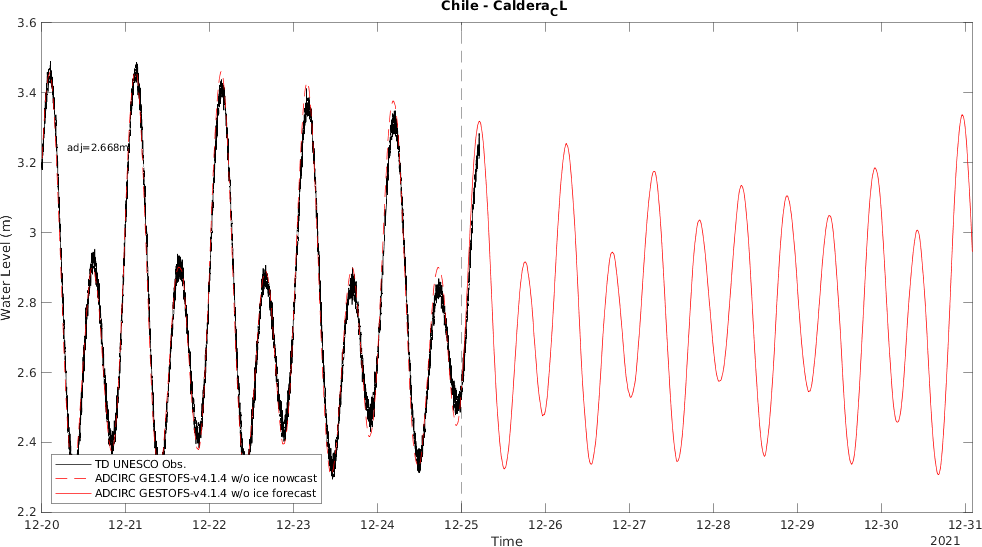 Chile - Caldera_CL
3.6
3.4
3.2
3
2.8
2.6
2.4
2.2
Water Level (m)
adj=2.668m
TD UNESCO Obs.
ADCIRC GESTOFS-v4.1.4 w/o ice nowcast
ADCIRC GESTOFS-v4.1.4 w/o ice forecast
12-20 12-21 12-22 12-23 12-24 12-25 12-26 12-27 12-28 12-29 12-30 12-31
Time
2021